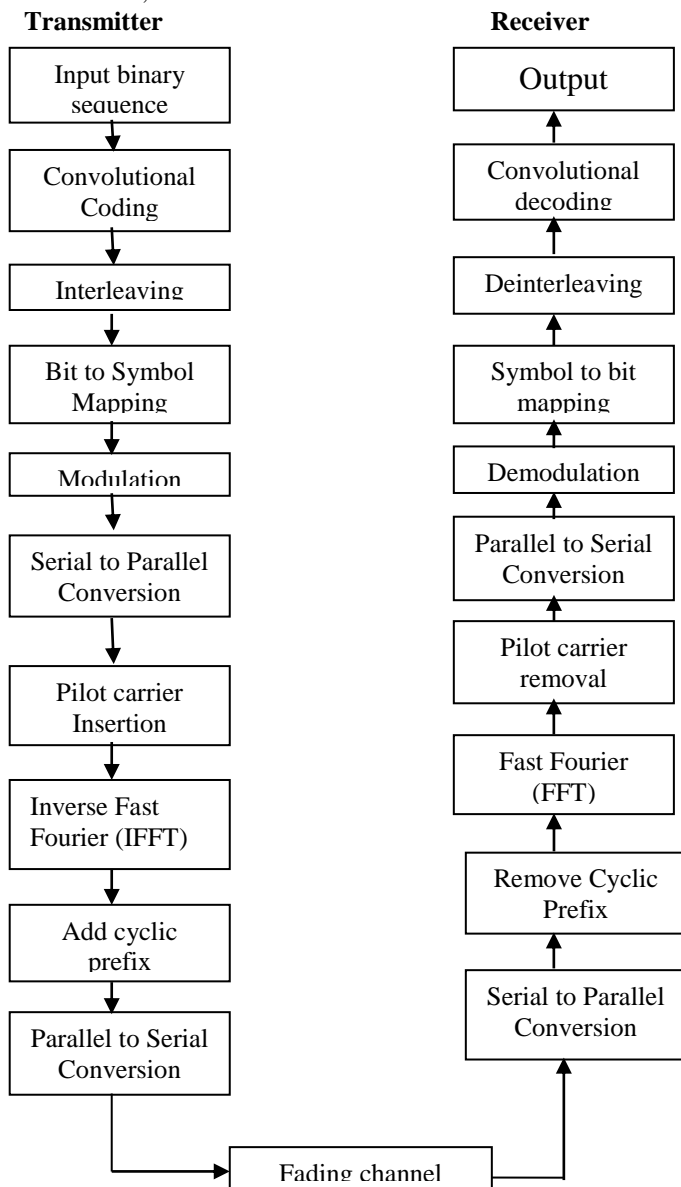 Transmitter
Input binary
sequence
Convolutional
Coding
Interleaving
Bit to Symbol
Mapping
Modulation
Serial to Parallel
Conversion
Pilot carrier
Insertion
Inverse Fast
Fourier (IFFT)
Add cyclic
prefix
Parallel to Serial
Conversion
Fading channel
Receiver
Output
Convolutional
decoding
Deinterleaving
Symbol to bit
mapping
Demodulation
Parallel to Serial
Conversion
Pilot carrier
removal
Fast Fourier
(FFT)
Remove Cyclic
Prefix
Serial to Parallel
Conversion